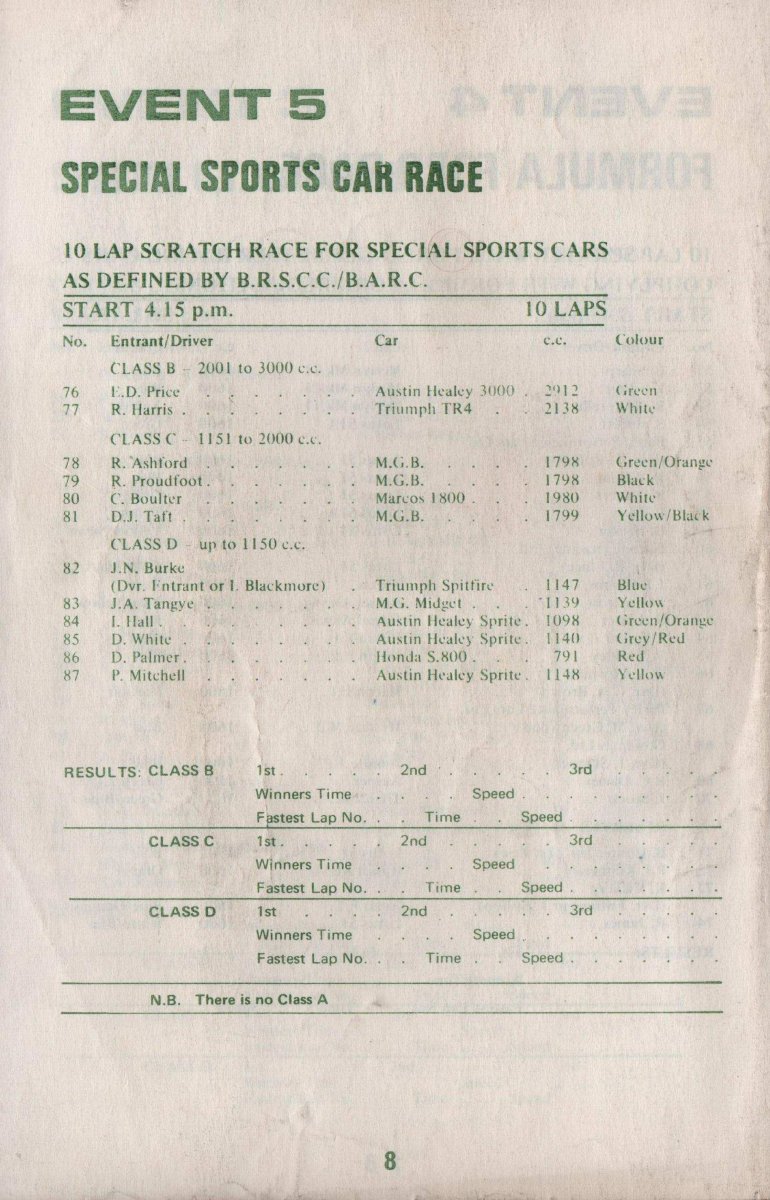 EVENT 5
SPECIAL SPORTS CAR RACE
10 LAP SCRATCH RACE FOR SPECIAL SPORTS CARS
AS DEFINED BY B.R.S.C.C./B.A.R.C.
START 4.15 p.m. 10 LAPS
No. Entrant/Driver Car c.c. Colour
CLASS B - 2001 to 3000 c.c.
76 E.D. Price . . . . . . . Austin Healey 3000 . 2912 Green
77 R. Harris . . . . . . . . Triumph TR4 . . 2138 White
CLASS C - 1151 to 2000 c.c.
78 R. Ashford . . . . . . . M.G.B. . . . . 1798 Green/Orange
79 R. Proudfoot . . . . . . . M.G.B. . . . . 1798 Black
80 C. Boulter . . . . . . . Marcos 1800 . . . 1980 White
81 D.J. Taft . . . . . . . . M.G.B. . . . . 1799 Yellow/Black
CLASS D - up to 1150 c.c.
82 J.N. Burke
(Dvr. Entrant or I. Blackmore) . Triumph Spitfire . . 1147 Blue
83 J.A. Tangye . . . . . . . M.G. Midget . . . 1139 Yellow
84 I. Hall . . . . . . . . . Austin Healey Sprite . 1098 Green/Orange
85 D. White . . . . . . . . Austin Healey Sprite . 1140 Grey/Red
86 D. Palmer . . . . . . . . Honda S.800 . . . 791 Red
87 P. Mitchell . . . . . . . Austin Healey Sprite . 1148 Yellow
RESULTS: CLASS B 1st . . . . 2nd . . . . . . 3rd . . . . .
Winners Time . . . . Speed . . . . . . . . .
Fastest Lap No. . . Time . . Speed . . . . . . .
CLASS C 1st . . . . 2nd . . . . . . 3rd . . . . .
Winners Time . . . . Speed . . . . . . . . .
Fastest Lap No. . . Time . . Speed . . . . . . .
CLASS D 1st . . . . 2nd . . . . . . 3rd . . . . .
Winners Time . . . . Speed . . . . . . . . .
Fastest Lap No. . . Time . . Speed . . . . . . .
N.B. There is no Class A
8